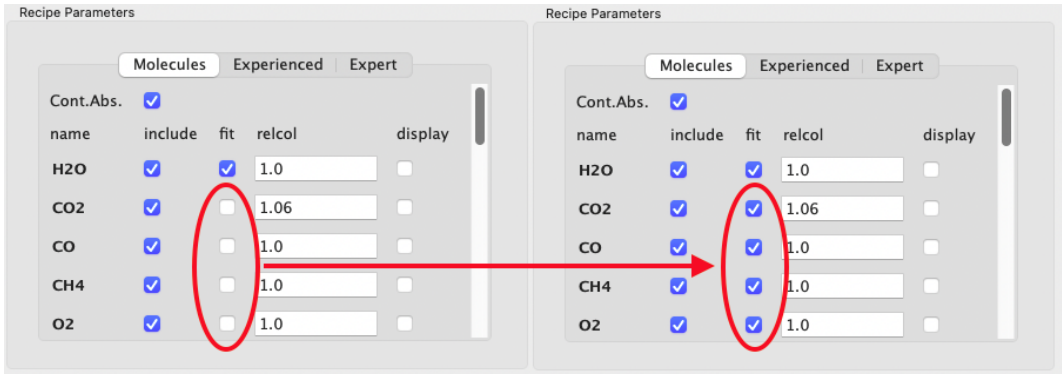 Recipe Parameters
Molecules Experienced Expert
Cont.Abs.
name include fit relcol display
H2O 1.0
CO2 1.06
CO 1.0
CH4 1.0
O2 1.0
Recipe Parameters
Molecules Experienced Expert
Cont.Abs.
name include fit relcol display
H2O 1.0
CO2 1.06
CO 1.0
CH4 1.0
O2 1.0